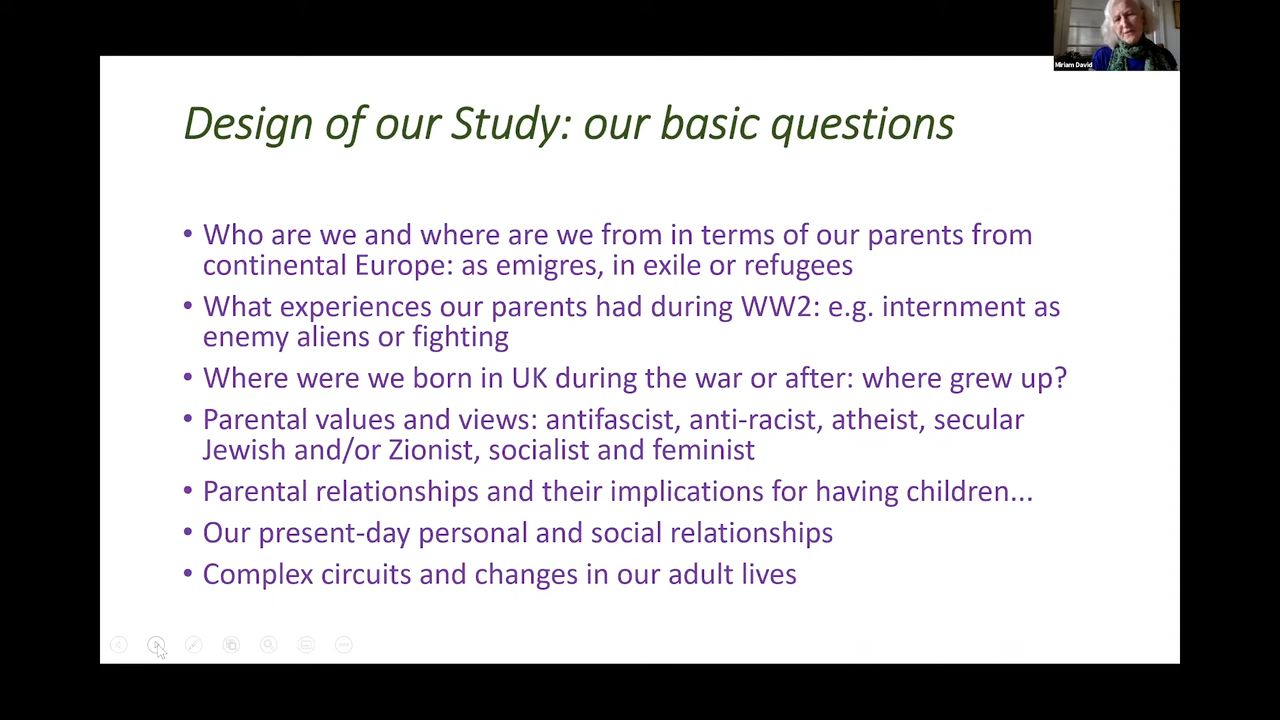 Miriam David
Design of our Study: our basic questions
• Who are we and where are we from in terms of our parents from
continental Europe: as emigres, in exile or refugees
• What experiences our parents had during WW2: e.g. internment as
enemy aliens or fighting
• Where were we born in UK during the war or after: where grew up?
• Parental values and views: antifascist, anti-racist, atheist, secular
Jewish and/or Zionist, socialist and feminist
• Parental relationships and their implications for having children...
• Our present-day personal and social relationships
• Complex circuits and changes in our adult lives